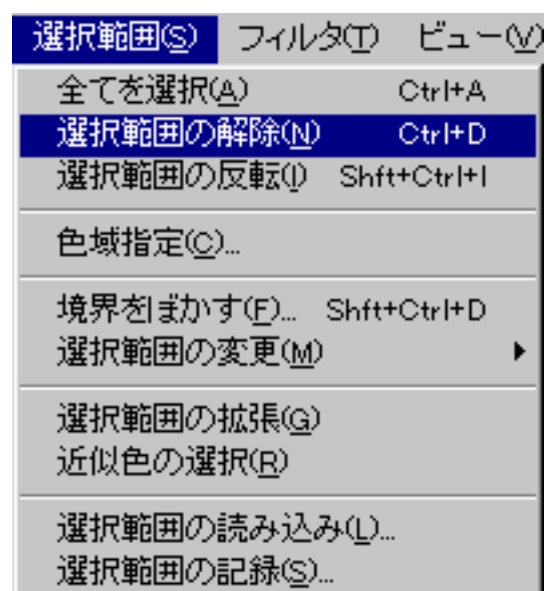 選択範囲(S) フィルタ(T) ビュー(V)
全てを選択(A) Ctrl+A
選択範囲の解除(N) Ctrl+D
選択範囲の反転(I) Shft+Ctrl+I
色域指定(C)...
境界をぼかす(F)... Shft+Ctrl+D
選択範囲の変更(M)
選択範囲の拡張(G)
近似色の選択(R)
選択範囲の読み込み(L)...
選択範囲の記録(S)...